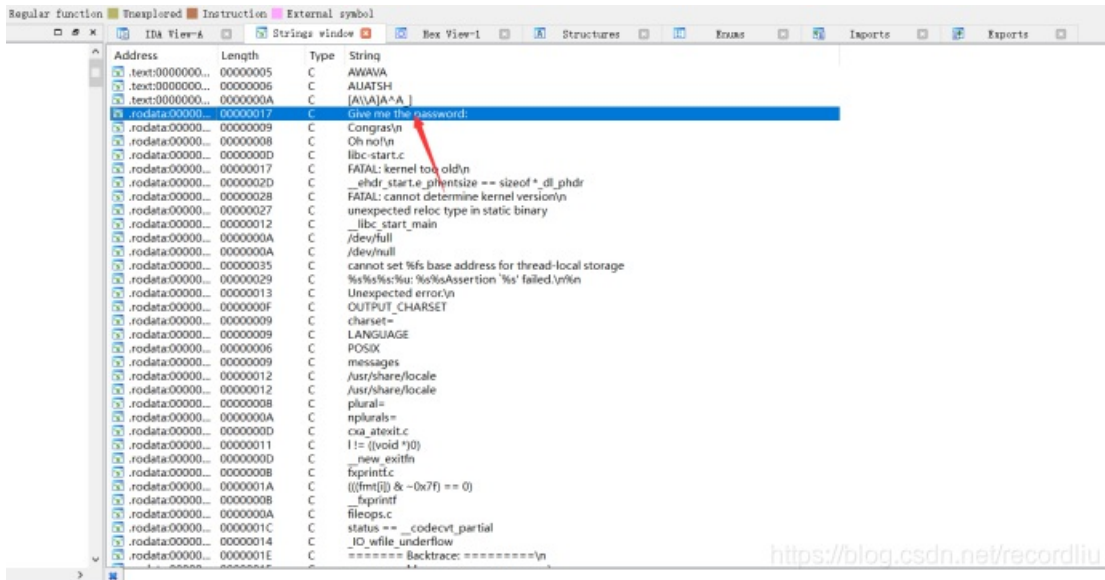 Regular function Unexplored Instruction External symbol
IDA View-A Strings window Hex View-1 Structures Enums Imports Exports
Address Length Type String
.text:0000000... 00000005 C AWAVA
.text:0000000... 00000006 C AUATSH
.text:0000000... 0000000A C [A\\A]A^A_]
.rodata:00000... 00000017 C Give me the password:
.rodata:00000... 00000009 C Congras\n
.rodata:00000... 00000008 C Oh no!\n
.rodata:00000... 0000000D C libc-start.c
.rodata:00000... 00000017 C FATAL: kernel too old\n
.rodata:00000... 0000002D C __ehdr_start.e_phentsize == sizeof *_dl_phdr
.rodata:00000... 00000028 C FATAL: cannot determine kernel version\n
.rodata:00000... 00000027 C unexpected reloc type in static binary
.rodata:00000... 00000012 C __libc_start_main
.rodata:00000... 0000000A C /dev/full
.rodata:00000... 0000000A C /dev/null
.rodata:00000... 00000035 C cannot set %fs base address for thread-local storage
.rodata:00000... 00000029 C %s%s%s:%u: %s%sAssertion `%s' failed.\n%n
.rodata:00000... 00000013 C Unexpected error.\n
.rodata:00000... 0000000F C OUTPUT_CHARSET
.rodata:00000... 00000009 C charset=
.rodata:00000... 00000009 C LANGUAGE
.rodata:00000... 00000006 C POSIX
.rodata:00000... 00000009 C messages
.rodata:00000... 00000012 C /usr/share/locale
.rodata:00000... 00000012 C /usr/share/locale
.rodata:00000... 00000008 C plural=
.rodata:00000... 0000000A C nplurals=
.rodata:00000... 0000000D C cxa_atexit.c
.rodata:00000... 00000011 C l != ((void *)0)
.rodata:00000... 0000000D C __new_exitfn
.rodata:00000... 0000000B C fxprintf.c
.rodata:00000... 0000001A C (((fmt[i]) & ~0x7f) == 0)
.rodata:00000... 0000000B C __fxprintf
.rodata:00000... 0000000A C fileops.c
.rodata:00000... 0000001C C status == __codecvt_partial
.rodata:00000... 00000014 C _IO_wfile_underflow
.rodata:00000... 0000001E C ======= Backtrace: =========\n
https://blog.csdn.net/recordliu